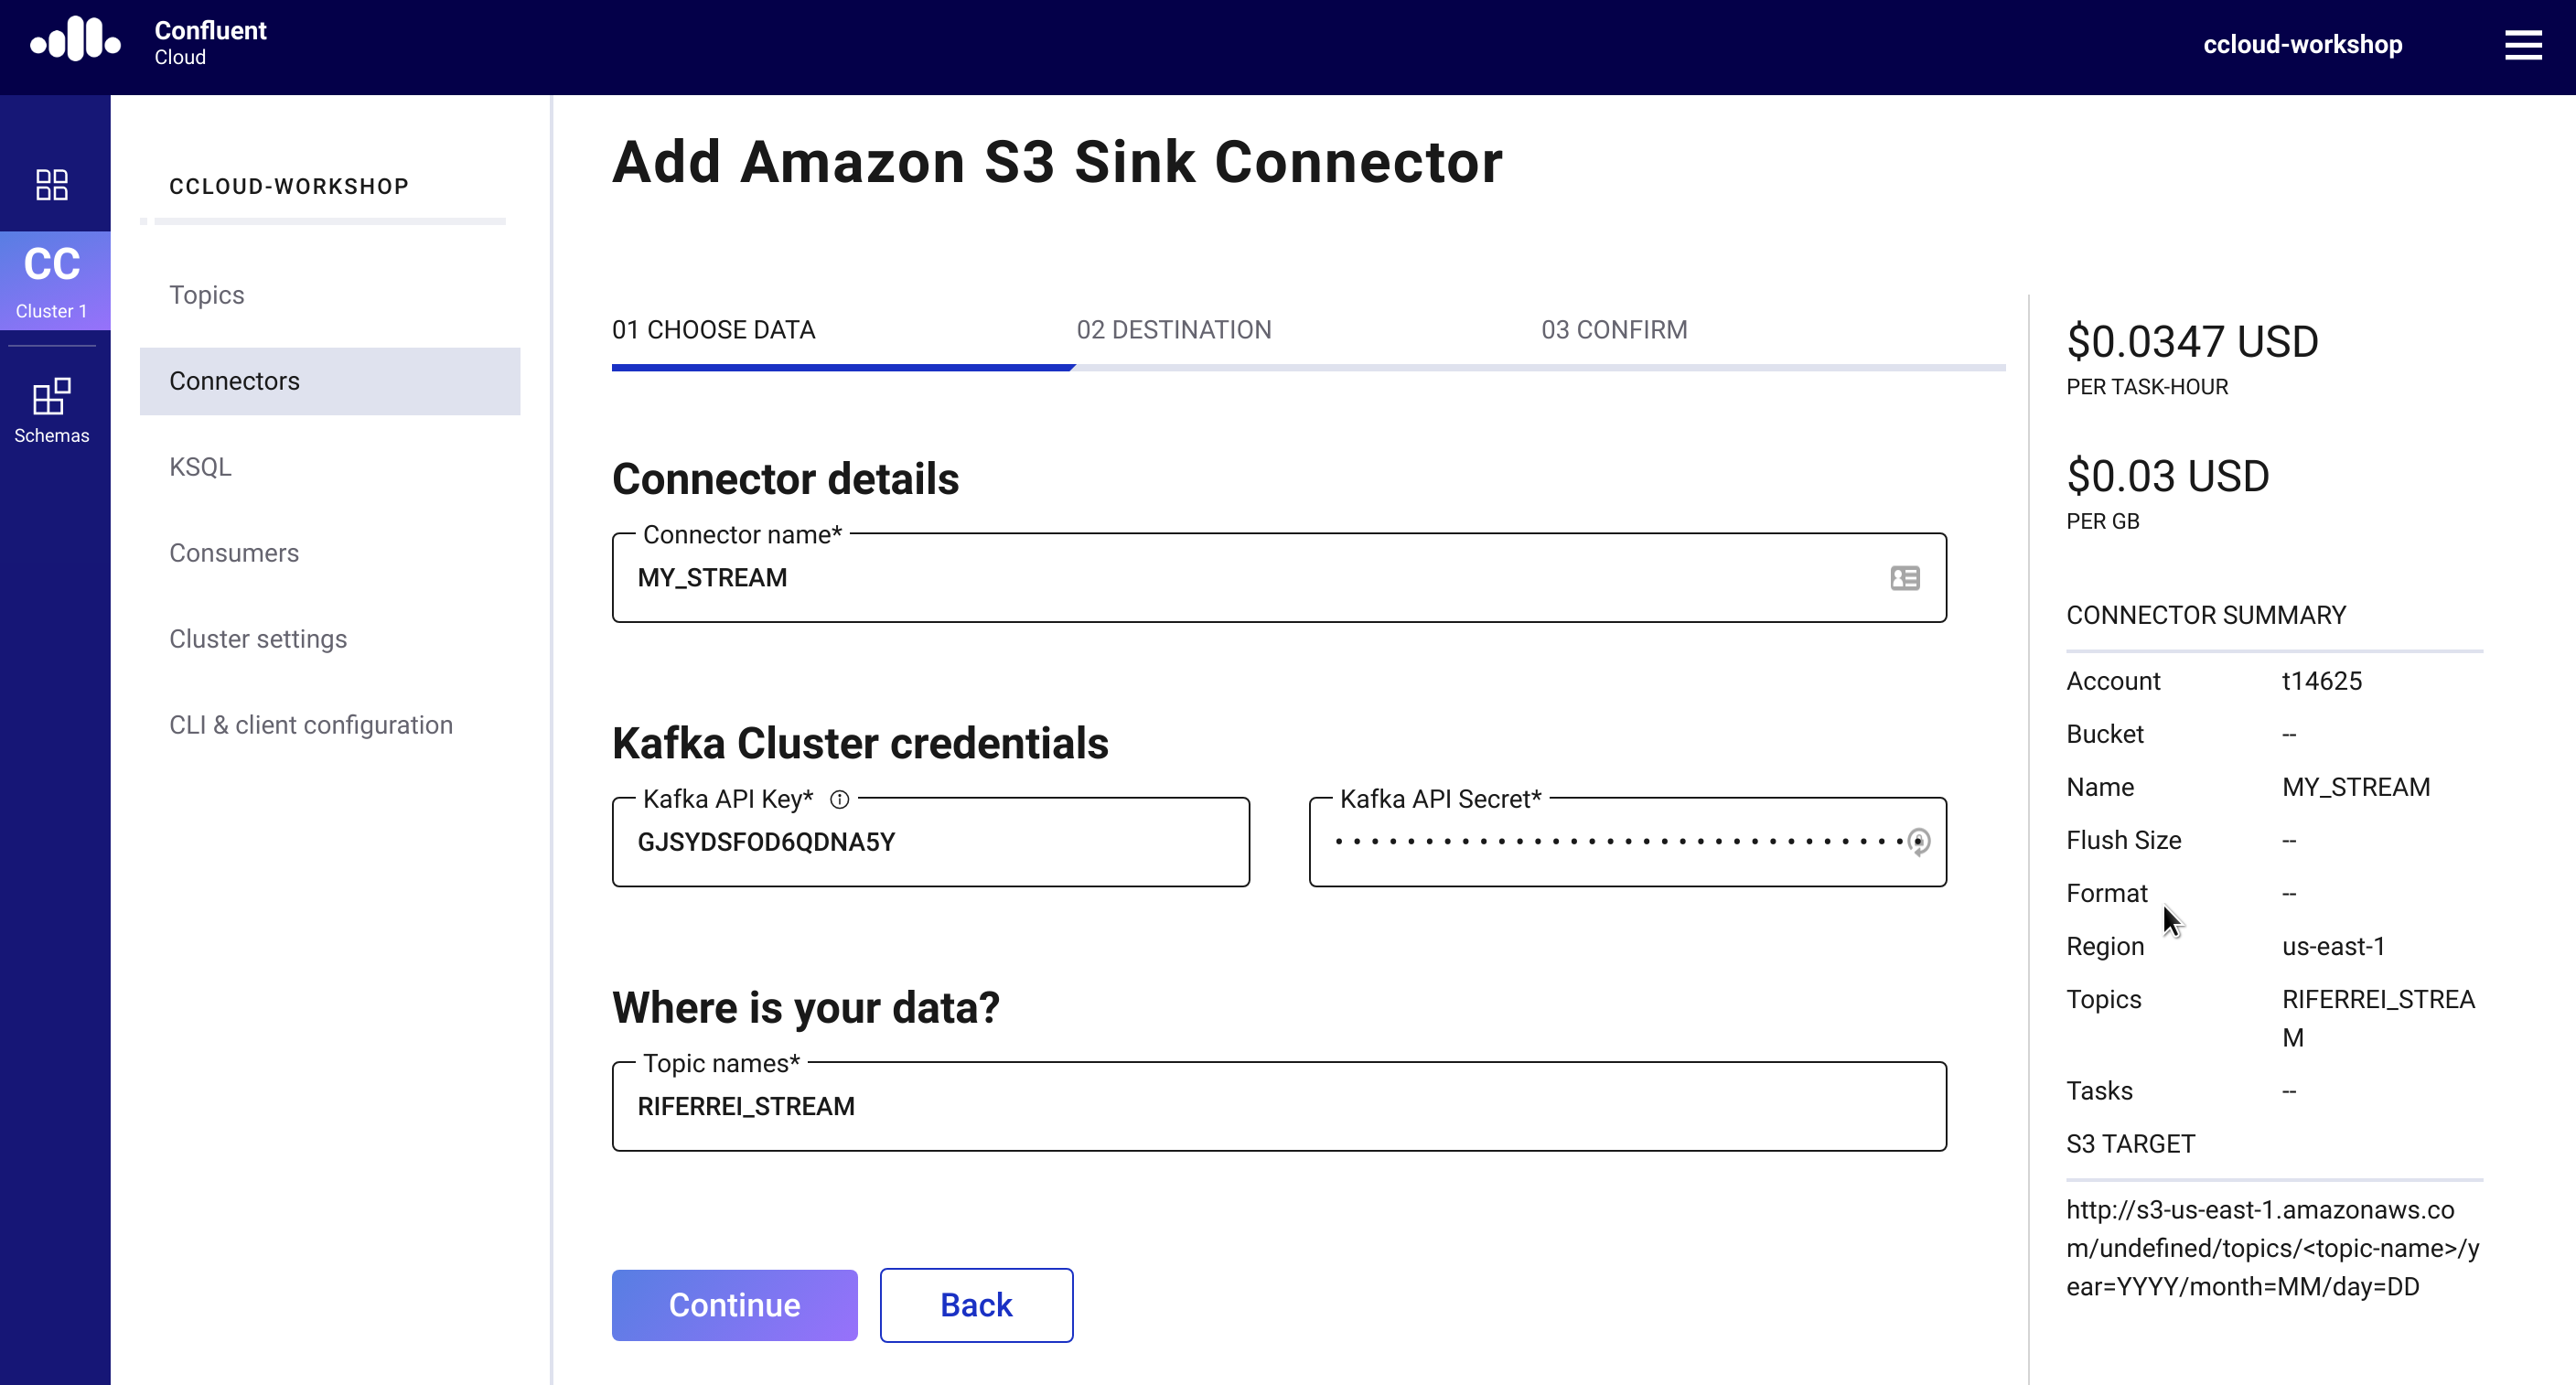 Confluent
Cloud
ccloud-workshop
CC
Cluster 1
Schemas
CCLOUD-WORKSHOP
Topics
Connectors
KSQL
Consumers
Cluster settings
CLI & client configuration
Add Amazon S3 Sink Connector
01 CHOOSE DATA
02 DESTINATION
03 CONFIRM
Connector details
Connector name*
MY_STREAM
Kafka Cluster credentials
Kafka API Key*
GJSYDSFOD6QDNA5Y
Kafka API Secret*
Where is your data?
Topic names*
RIFERREI_STREAM
Continue
Back
$0.0347 USD
PER TASK-HOUR
$0.03 USD
PER GB
CONNECTOR SUMMARY
Account t14625
Bucket --
Name MY_STREAM
Flush Size --
Format --
Region us-east-1
Topics RIFERREI_STREA
M
Tasks --
S3 TARGET
http://s3-us-east-1.amazonaws.co
m/undefined/topics/<topic-name>/y
ear=YYYY/month=MM/day=DD